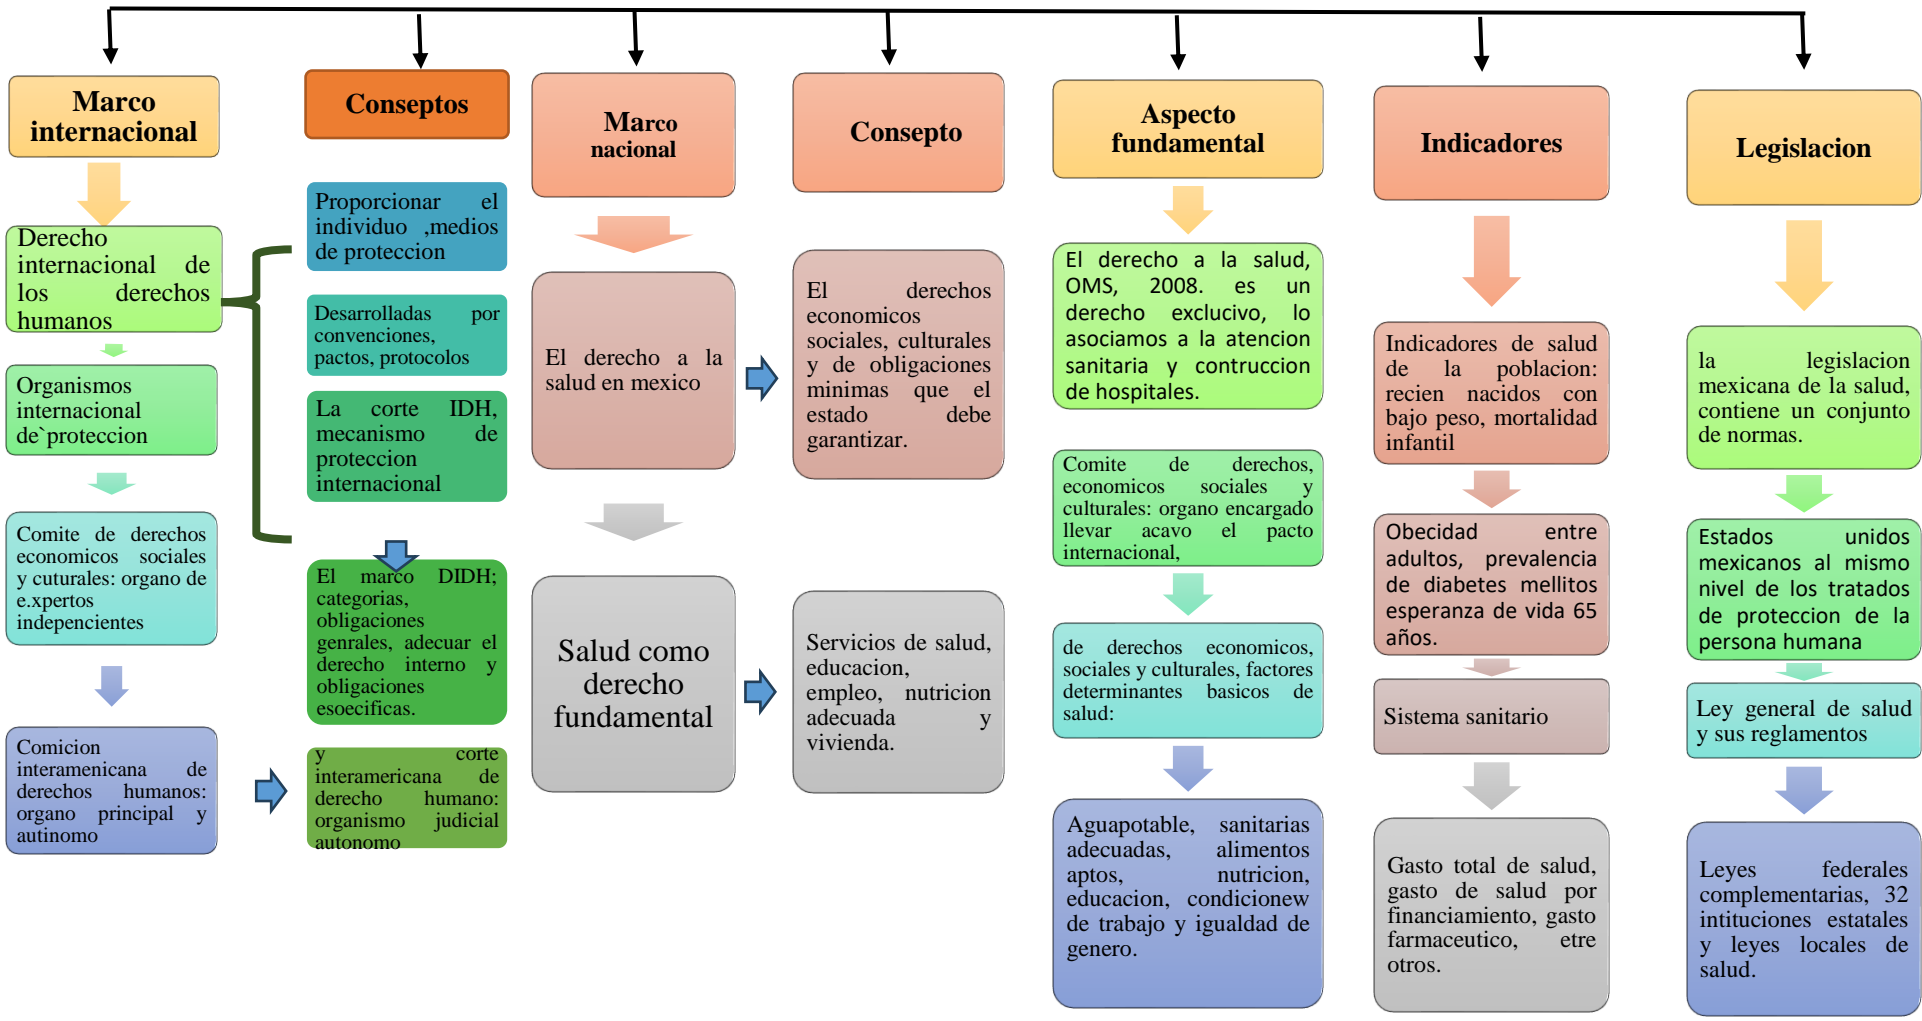 Marco
internacional
Derecho
internacional de
los derechos
humanos
Organismos
internacional
de`proteccion
Comite de derechos
economicos sociales
y cuturales: organo de
e.xpertos
indepencientes
Comicion
interamenicana de
derechos humanos:
organo principal y
autinomo
Conseptos
Proporcionar el
individuo ,medios
de proteccion
Desarrolladas por
convenciones,
pactos, protocolos
La corte IDH,
mecanismo de
proteccion
internacional
El marco DIDH;
categorias,
obligaciones
genrales, adecuar el
derecho interno y
obligaciones
esoecificas.
y corte
interamericana de
derecho humano:
organismo judicial
autonomo
Marco
nacional
El derecho a la
salud en mexico
Salud como
derecho
fundamental
Consepto
El derechos
economicos
sociales, culturales
y de obligaciones
minimas que el
estado debe
garantizar.
Servicios de salud,
educacion,
empleo, nutricion
adecuada y
vivienda.
Aspecto
fundamental
El derecho a la salud,
OMS, 2008. es un
derecho exclucivo, lo
asociamos a la atencion
sanitaria y contruccion
de hospitales.
Comite de derechos,
economicos sociales y
culturales: organo encargado
llevar acavo el pacto
internacional,
de derechos economicos,
sociales y culturales, factores
determinantes basicos de
salud:
Aguapotable, sanitarias
adecuadas, alimentos
aptos, nutricion,
educacion, condicionew
de trabajo y igualdad de
genero.
Indicadores
Indicadores de salud
de la poblacion:
recien nacidos con
bajo peso, mortalidad
infantil
Obecidad entre
adultos, prevalencia
de diabetes mellitos
esperanza de vida 65
años.
Sistema sanitario
Gasto total de salud,
gasto de salud por
financiamiento, gasto
farmaceutico, etre
otros.
Legislacion
la legislacion
mexicana de la salud,
contiene un conjunto
de normas.
Estados unidos
mexicanos al mismo
nivel de los tratados
de proteccion de la
persona humana
Ley general de salud
y sus reglamentos
Leyes federales
complementarias, 32
intituciones estatales
y leyes locales de
salud.